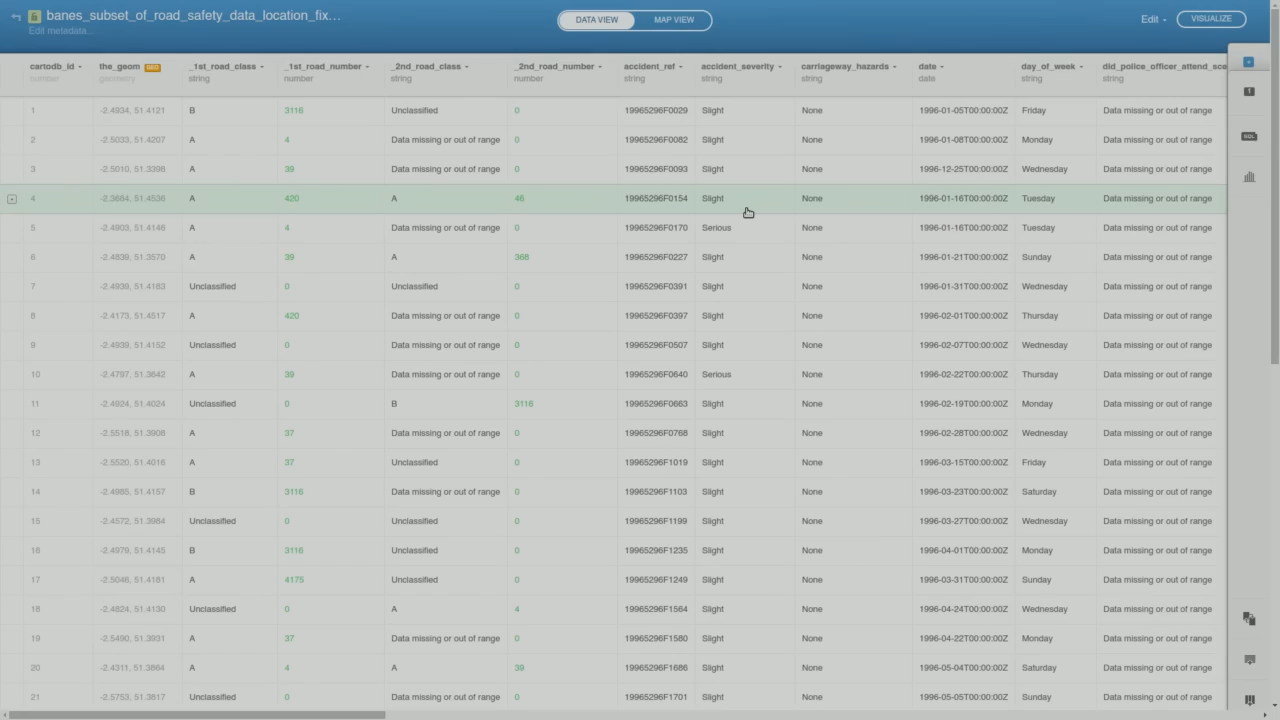 banes_subset_of_road_safety_data_location_fix...
Edit metadata...
DATA VIEW MAP VIEW
Edit VISUALIZE
cartodb_id the_geom GEO _1st_road_class _1st_road_number _2nd_road_class _2nd_road_number accident_ref accident_severity carriageway_hazards date day_of_week did_police_officer_attend_sce
number geometry string number string number string string string date string string
1 -2.4934, 51.4121 B 3116 Unclassified 0 19965296F0029 Slight None 1996-01-05T00:00:00Z Friday Data missing or out of range
2 -2.5033, 51.4207 A 4 Data missing or out of range 0 19965296F0082 Slight None 1996-01-08T00:00:00Z Monday Data missing or out of range
3 -2.5010, 51.3398 A 39 Data missing or out of range 0 19965296F0093 Slight None 1996-12-25T00:00:00Z Wednesday Data missing or out of range
4 -2.3684, 51.4536 A 420 A 46 19965296F0154 Slight None 1996-01-16T00:00:00Z Tuesday Data missing or out of range
5 -2.4903, 51.4146 A 4 Data missing or out of range 0 19965296F0170 Serious None 1996-01-16T00:00:00Z Tuesday Data missing or out of range
6 -2.4839, 51.3570 A 39 A 368 19965296F0227 Slight None 1996-01-21T00:00:00Z Sunday Data missing or out of range
7 -2.4939, 51.4183 Unclassified 0 Unclassified 0 19965296F0391 Slight None 1996-01-31T00:00:00Z Wednesday Data missing or out of range
8 -2.4173, 51.4517 A 420 Data missing or out of range 0 19965296F0397 Slight None 1996-02-01T00:00:00Z Thursday Data missing or out of range
9 -2.4939, 51.4152 Unclassified 0 Data missing or out of range 0 19965296F0507 Slight None 1996-02-07T00:00:00Z Wednesday Data missing or out of range
10 -2.4797, 51.3642 A 39 Data missing or out of range 0 19965296F0640 Serious None 1996-02-22T00:00:00Z Thursday Data missing or out of range
11 -2.4924, 51.4024 Unclassified 0 B 3116 19965296F0663 Slight None 1996-02-19T00:00:00Z Monday Data missing or out of range
12 -2.5518, 51.3908 A 37 Data missing or out of range 0 19965296F0768 Slight None 1996-02-28T00:00:00Z Wednesday Data missing or out of range
13 -2.5520, 51.4016 A 37 Unclassified 0 19965296F1019 Slight None 1996-03-15T00:00:00Z Friday Data missing or out of range
14 -2.4985, 51.4157 B 3116 Data missing or out of range 0 19965296F1103 Slight None 1996-03-23T00:00:00Z Saturday Data missing or out of range
15 -2.4572, 51.3984 Unclassified 0 Unclassified 0 19965296F1199 Slight None 1996-03-27T00:00:00Z Wednesday Data missing or out of range
16 -2.4979, 51.4145 B 3116 Unclassified 0 19965296F1235 Slight None 1996-04-01T00:00:00Z Monday Data missing or out of range
17 -2.5046, 51.4181 A 4175 Unclassified 0 19965296F1249 Slight None 1996-03-31T00:00:00Z Sunday Data missing or out of range
18 -2.4824, 51.4130 Unclassified 0 A 4 19965296F1564 Slight None 1996-04-24T00:00:00Z Wednesday Data missing or out of range
19 -2.5490, 51.3931 A 37 Data missing or out of range 0 19965296F1580 Slight None 1996-04-22T00:00:00Z Monday Data missing or out of range
20 -2.4311, 51.3864 A 4 A 39 19965296F1686 Slight None 1996-05-04T00:00:00Z Saturday Data missing or out of range
21 -2.5753, 51.3817 Unclassified 0 Data missing or out of range 0 19965296F1701 Slight None 1996-05-05T00:00:00Z Sunday Data missing or out of range
SQL